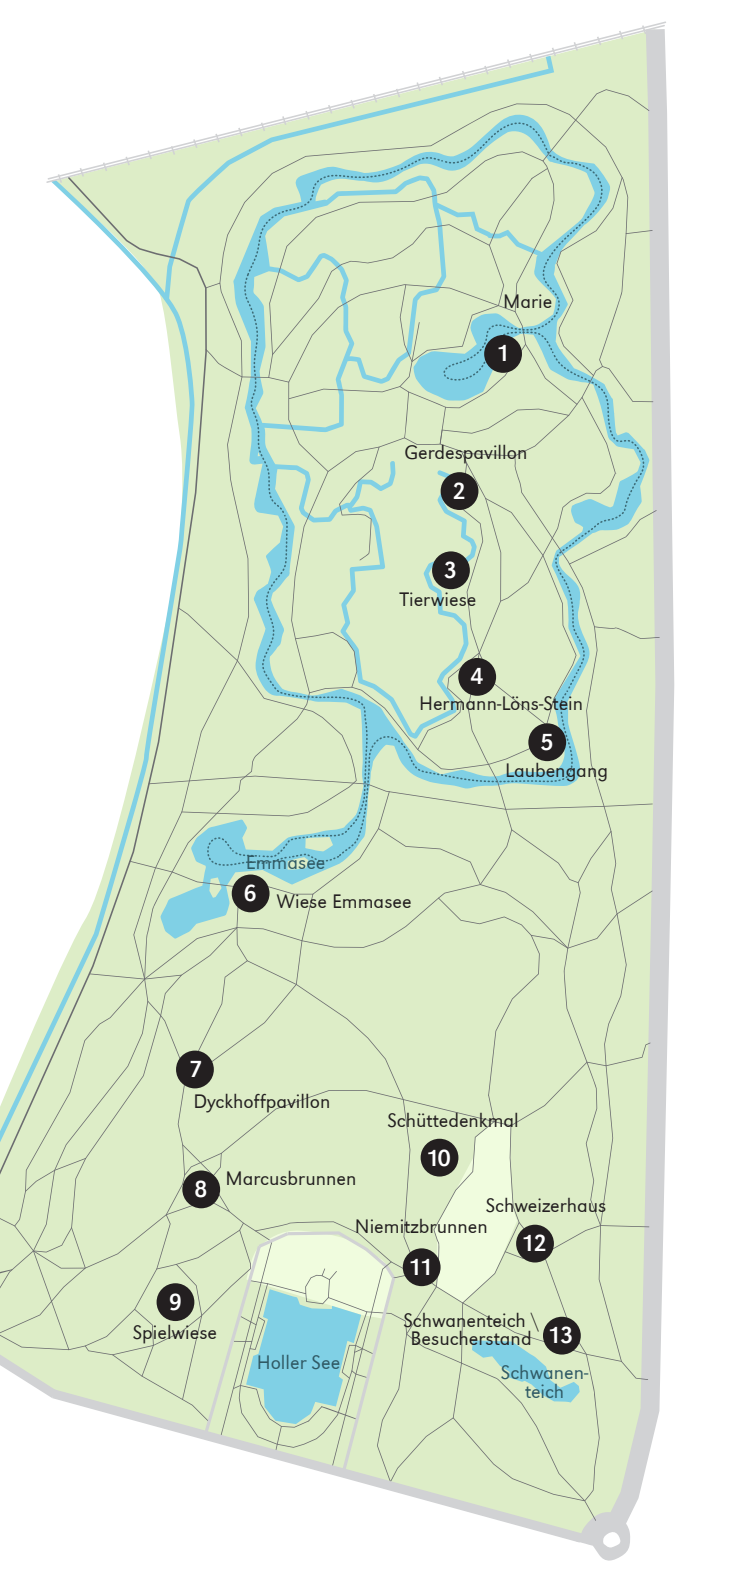 Marie
1
Gerdespavillon
2
3
Tierwiese
4
Hermann-Löns-Stein
5
Laubengang
Emmasee
6 Wiese Emmasee
7
Dyckhoffpavillon
Schüttedenkmal
10
8 Marcusbrunnen
Schweizerhaus
Niemitzbrunnen
12
11
9
Spielwiese
Schwanenteich \
Besucherstand
13
Holler See
Schwanen-
teich